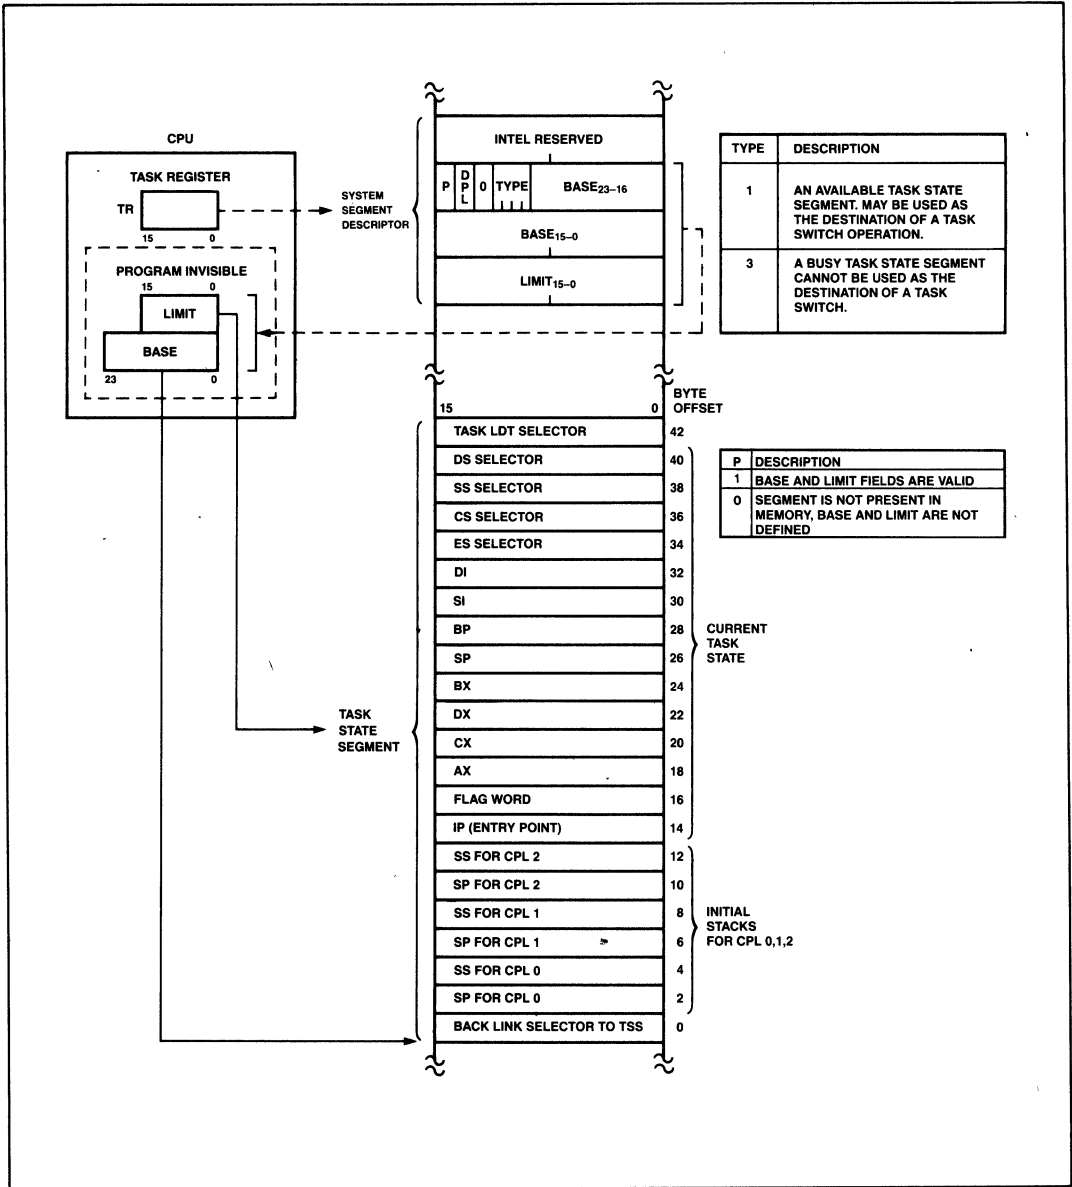 CPU
TASK REGISTER
TR
15 0
PROGRAM INVISIBLE
15 0
LIMIT
BASE
23 0
SYSTEM
SEGMENT
DESCRIPTOR
INTEL RESERVED
P DPL 0 TYPE BASE23–16
BASE15–0
LIMIT15–0
TYPE DESCRIPTION
1 AN AVAILABLE TASK STATE
SEGMENT. MAY BE USED AS
THE DESTINATION OF A TASK
SWITCH OPERATION.
3 A BUSY TASK STATE SEGMENT
CANNOT BE USED AS THE
DESTINATION OF A TASK
SWITCH.
P DESCRIPTION
1 BASE AND LIMIT FIELDS ARE VALID
0 SEGMENT IS NOT PRESENT IN
MEMORY, BASE AND LIMIT ARE NOT
DEFINED
15 0
BYTE
OFFSET
TASK LDT SELECTOR 42
DS SELECTOR 40
SS SELECTOR 38
CS SELECTOR 36
ES SELECTOR 34
DI 32
SI 30
BP 28
SP 26
BX 24
DX 22
CX 20
AX 18
FLAG WORD 16
IP (ENTRY POINT) 14
SS FOR CPL 2 12
SP FOR CPL 2 10
SS FOR CPL 1 8
SP FOR CPL 1 6
SS FOR CPL 0 4
SP FOR CPL 0 2
BACK LINK SELECTOR TO TSS 0
TASK
STATE
SEGMENT
CURRENT
TASK
STATE
INITIAL
STACKS
FOR CPL 0,1,2